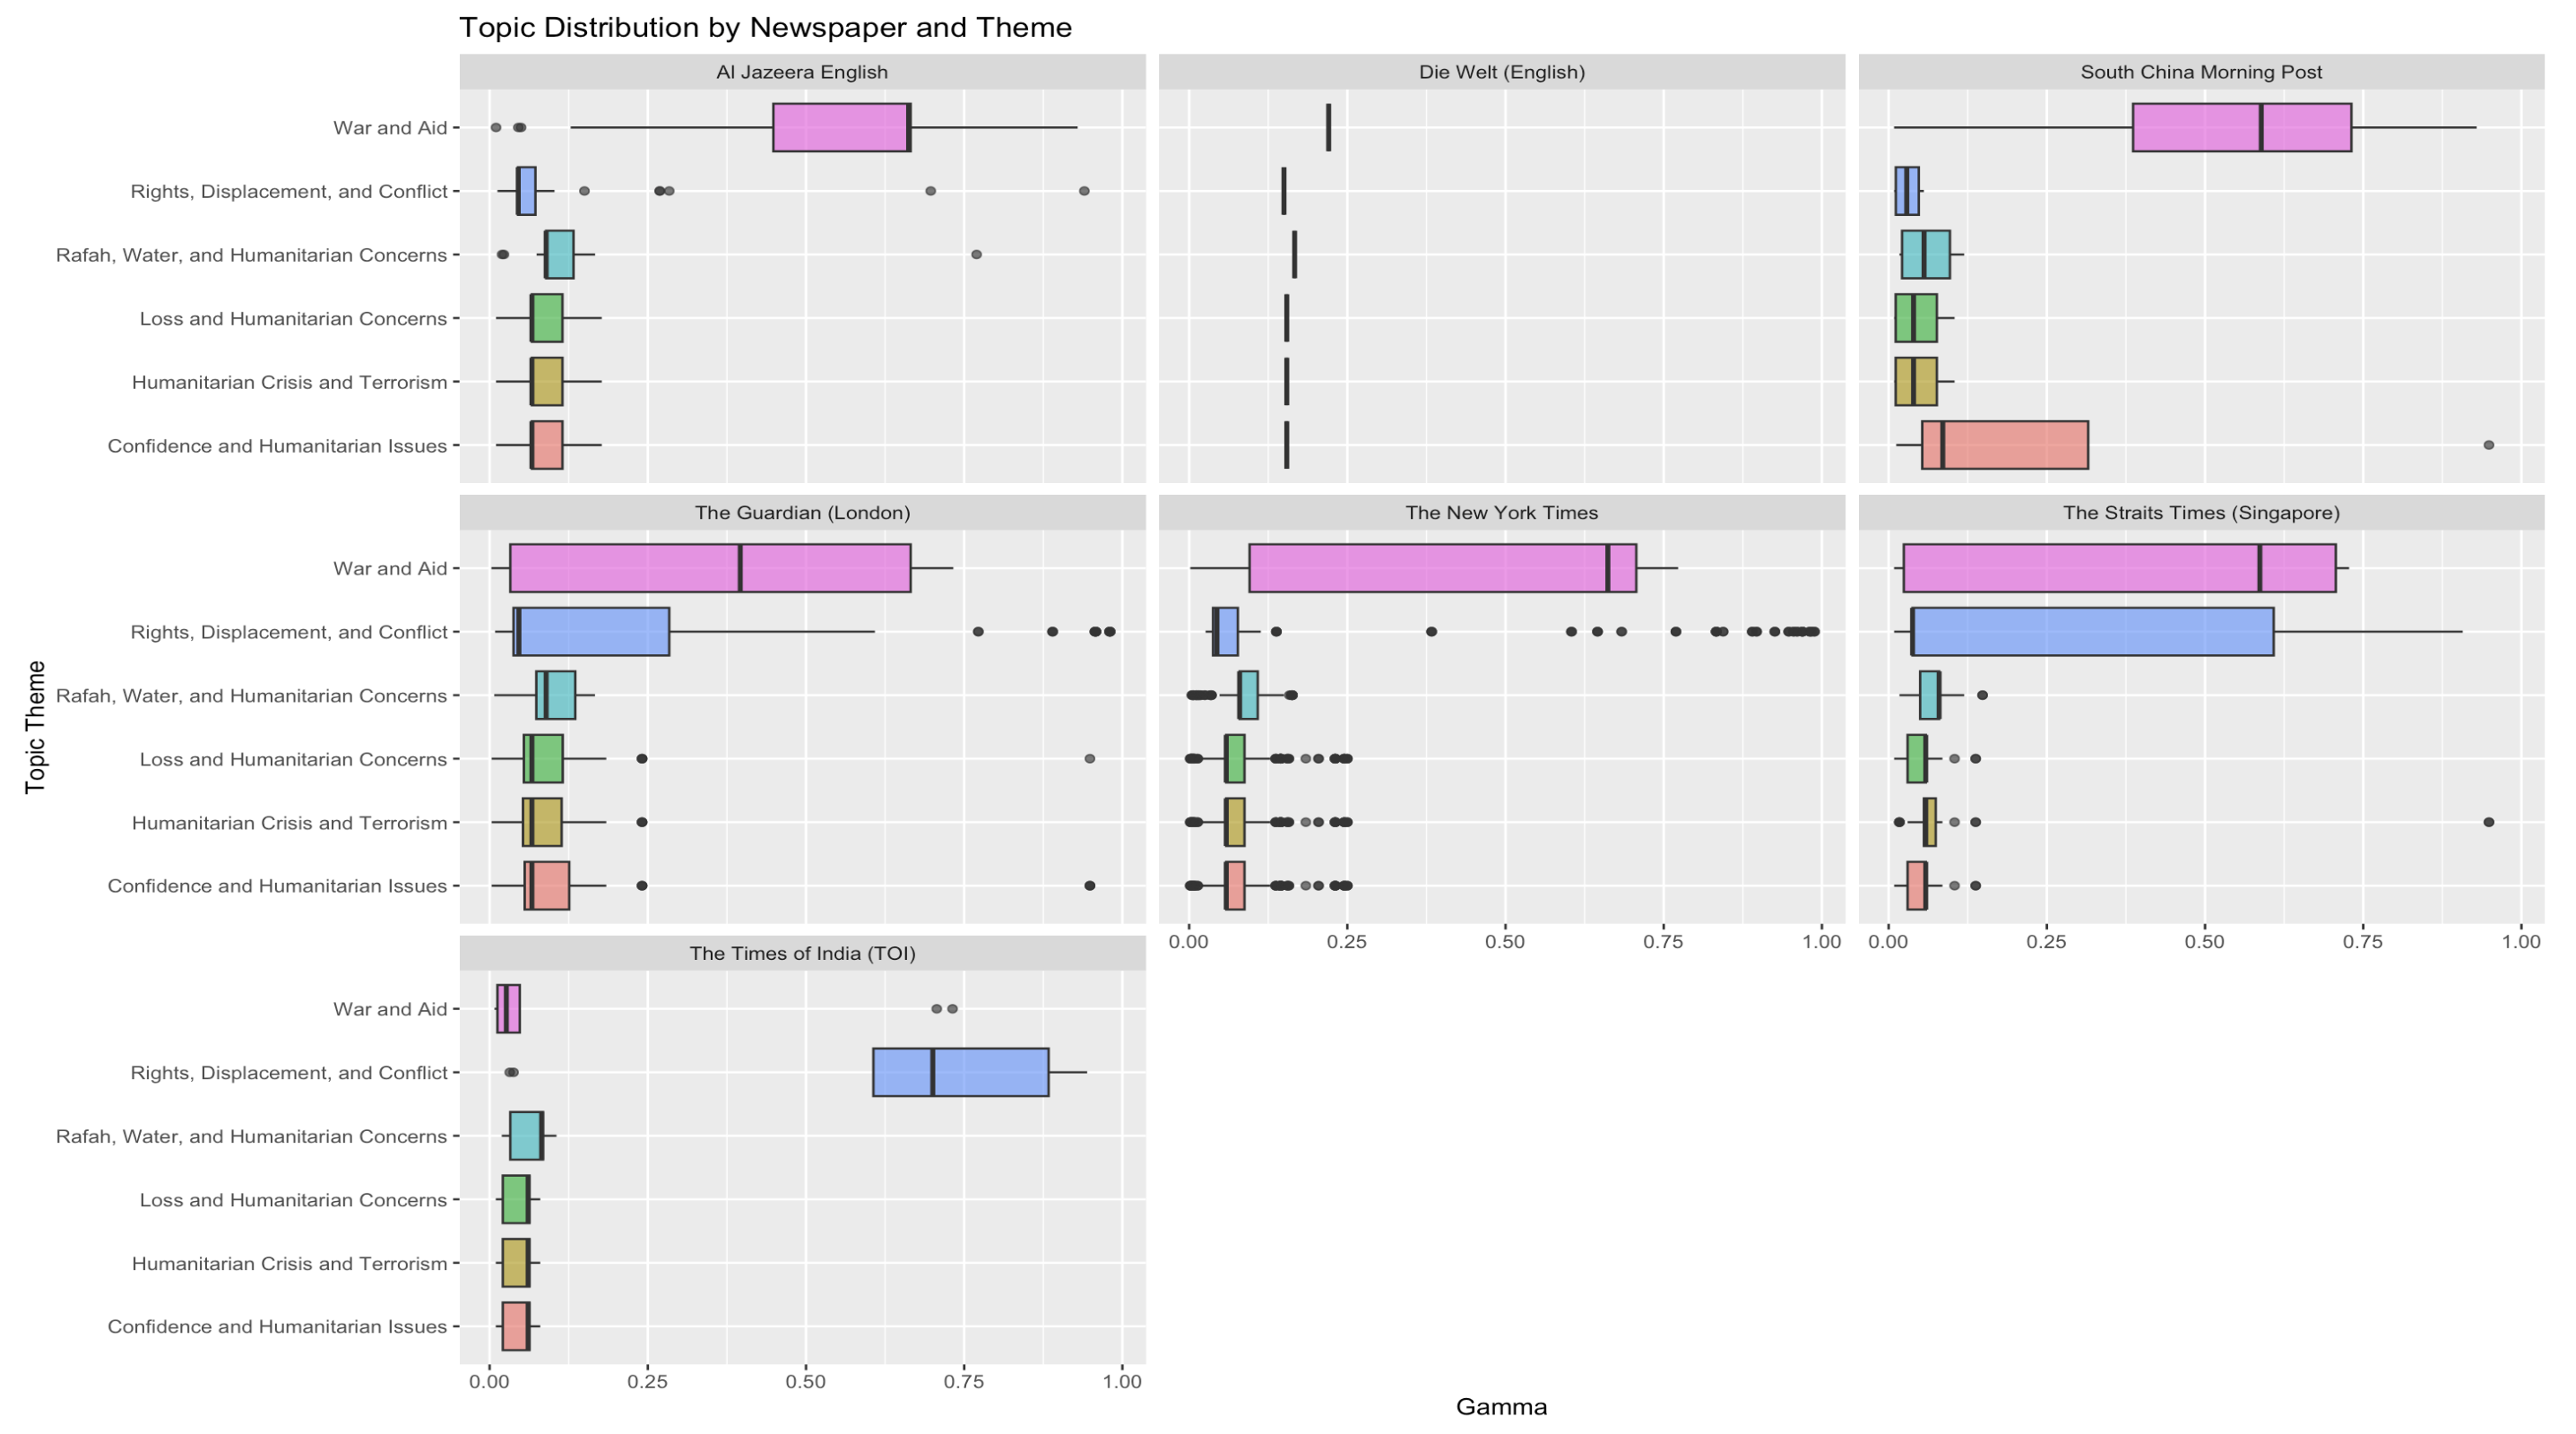 Topic Distribution by Newspaper and Theme
Al Jazeera English
Die Welt (English)
South China Morning Post
War and Aid
Rights, Displacement, and Conflict
Rafah, Water, and Humanitarian Concerns
Loss and Humanitarian Concerns
Humanitarian Crisis and Terrorism
Confidence and Humanitarian Issues
The Guardian (London)
The New York Times
The Straits Times (Singapore)
War and Aid
Rights, Displacement, and Conflict
Rafah, Water, and Humanitarian Concerns
Loss and Humanitarian Concerns
Humanitarian Crisis and Terrorism
Confidence and Humanitarian Issues
0.00 0.25 0.50 0.75 1.00
0.00 0.25 0.50 0.75 1.00
The Times of India (TOI)
War and Aid
Rights, Displacement, and Conflict
Rafah, Water, and Humanitarian Concerns
Loss and Humanitarian Concerns
Humanitarian Crisis and Terrorism
Confidence and Humanitarian Issues
0.00 0.25 0.50 0.75 1.00
Topic Theme
Gamma